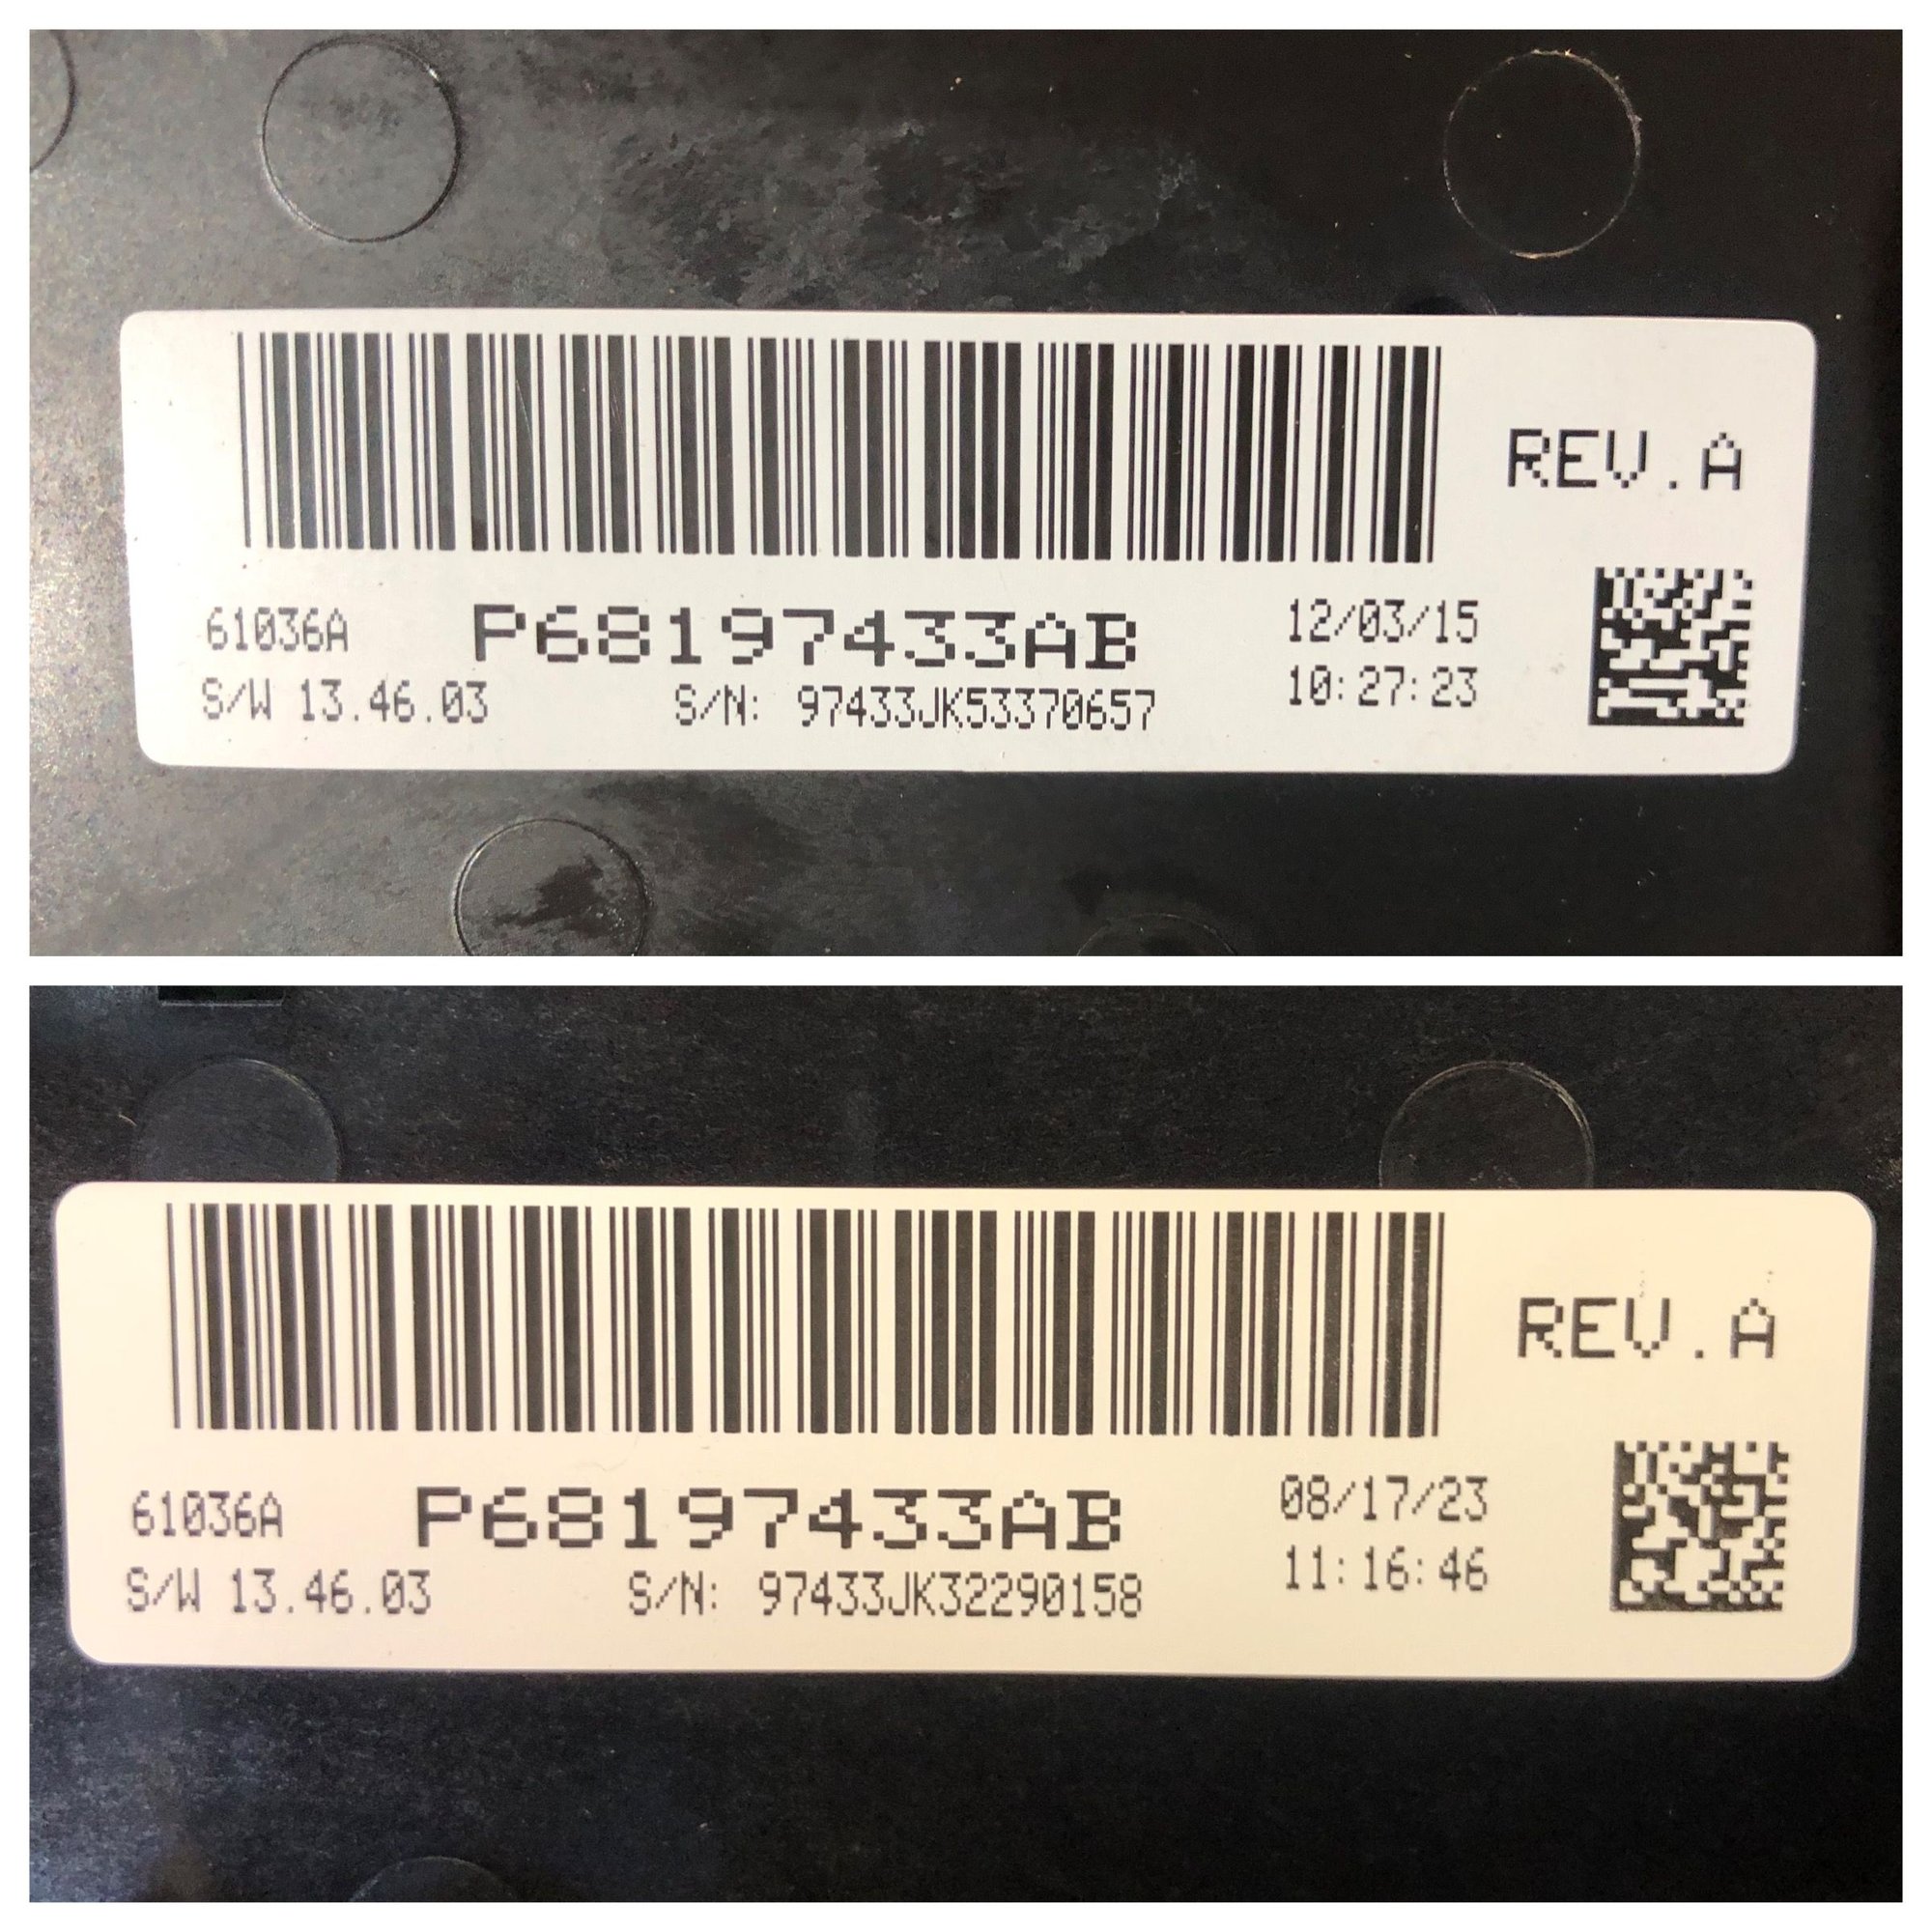 REV.A
61036A P68197433AB 12/03/15
S/W 13.46.03 S/N: 97433JK53370657 10:27:23
REV.A
61036A P68197433AB 08/17/23
S/W 13.46.03 S/N: 97433JK32290158 11:16:46